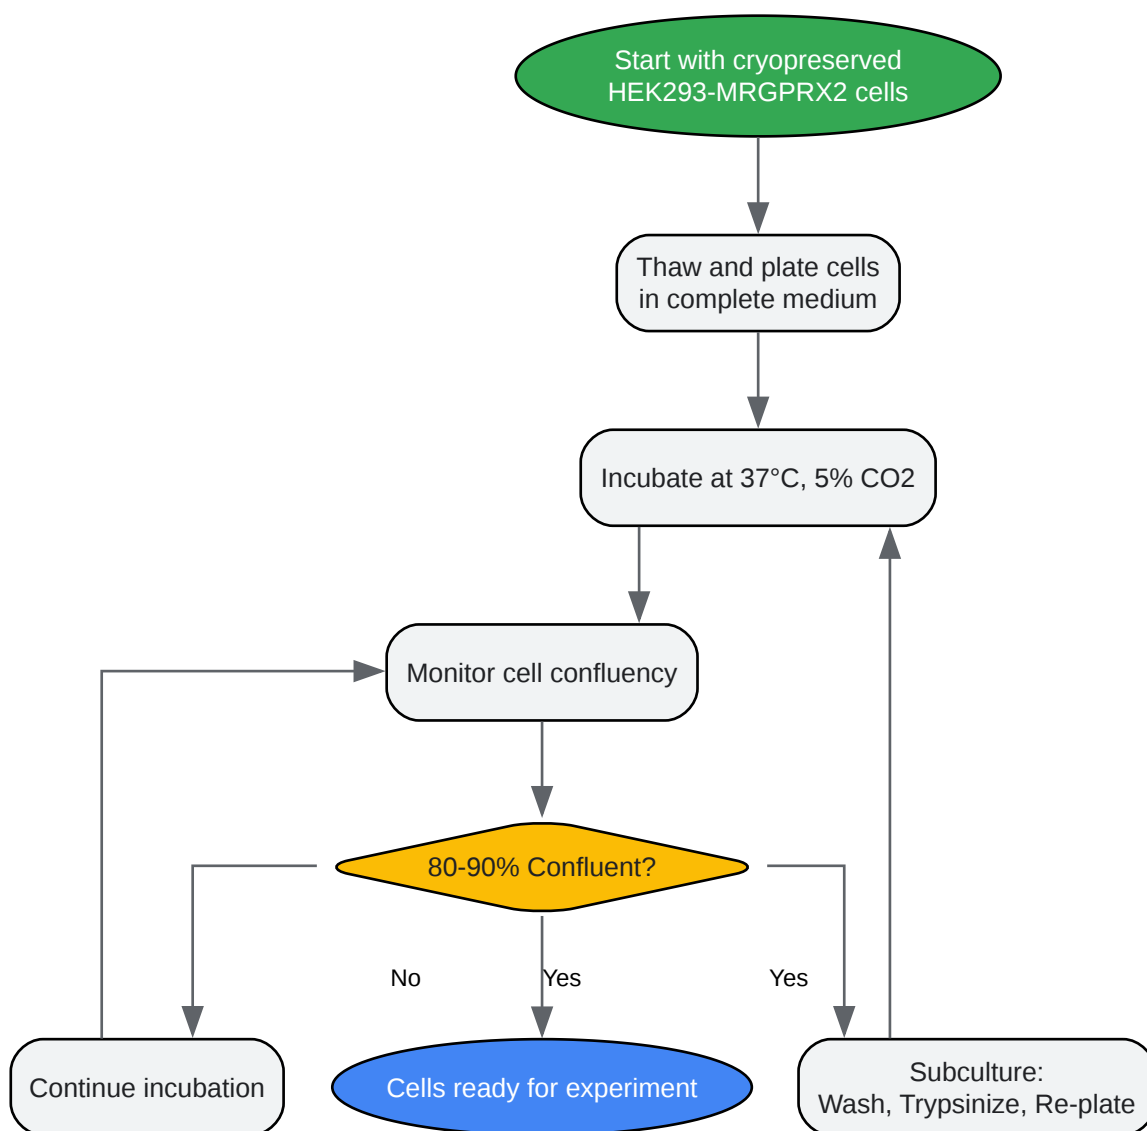 Start with cryopreserved
HEK293-MRGPRX2 cells
Thaw and plate cells
in complete medium
Incubate at 37°C, 5% CO2
Monitor cell confluency
80-90% Confluent?
No
Yes
Yes
Continue incubation
Cells ready for experiment
Subculture:
Wash, Trypsinize, Re-plate